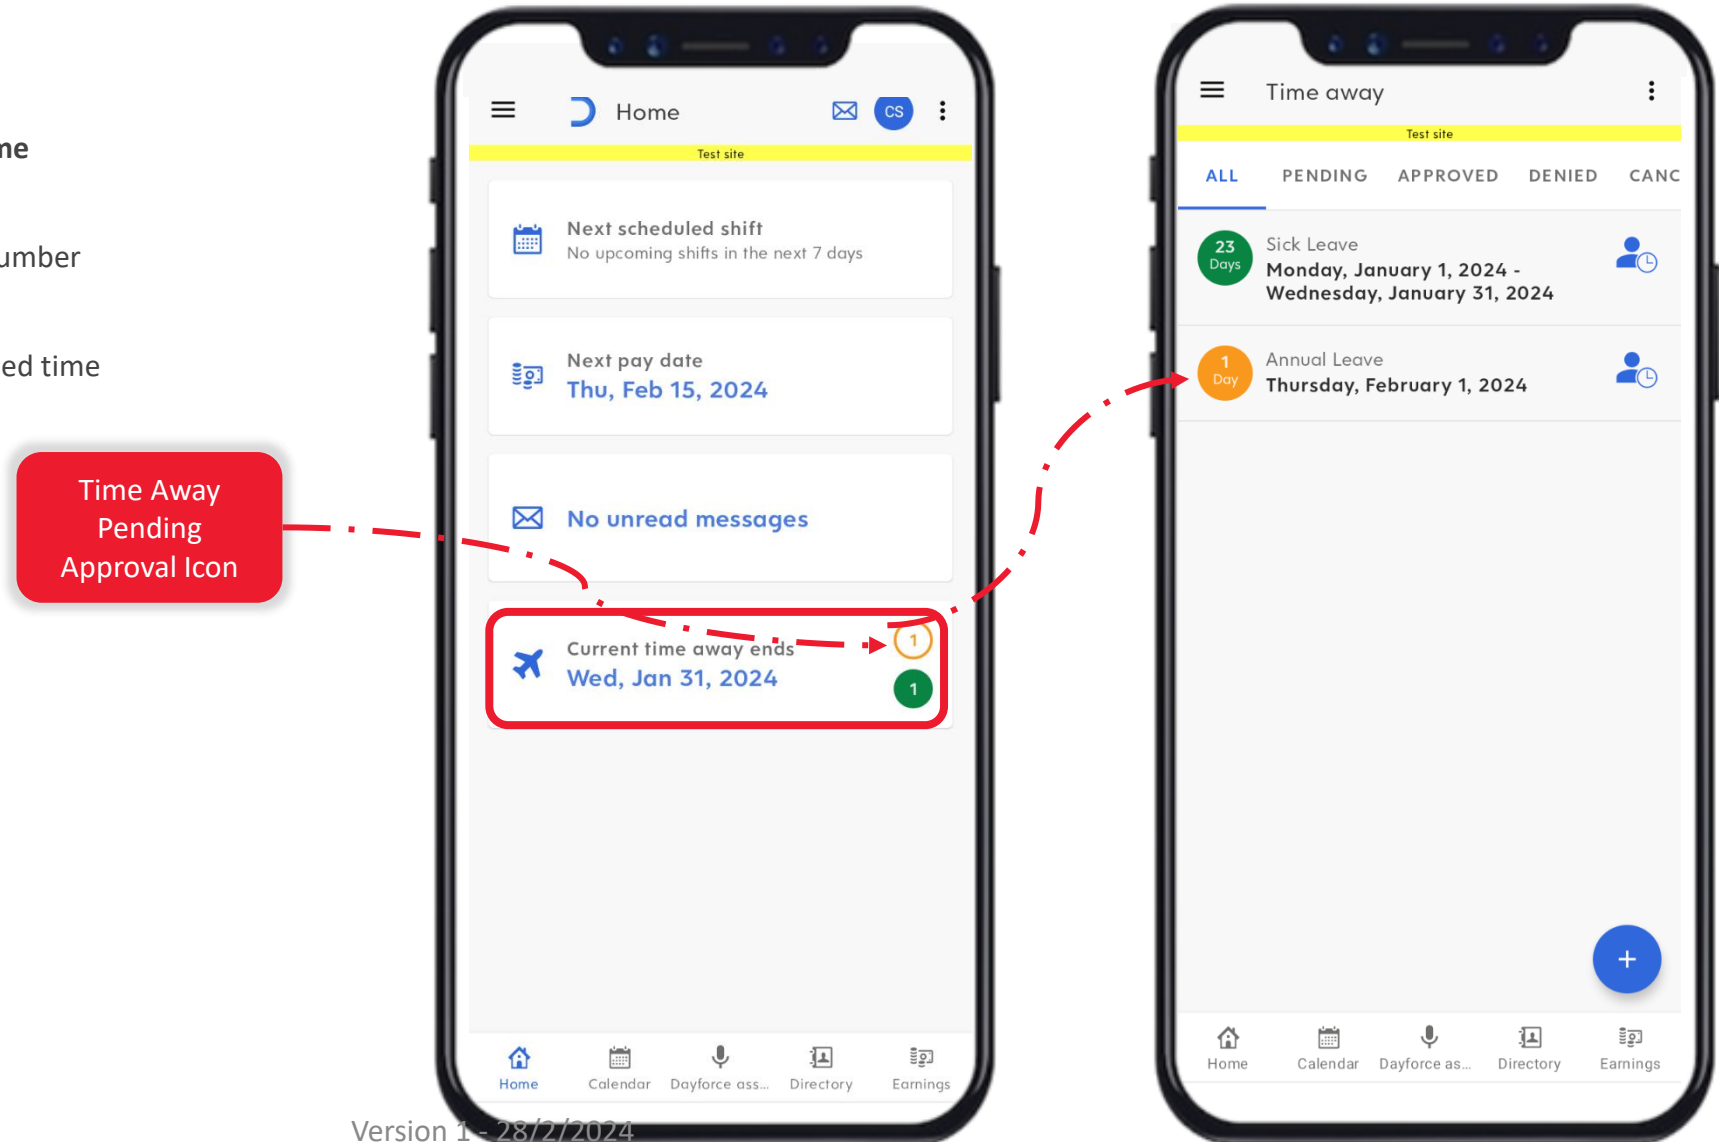 umber
ed time
Time Away
Pending
Approval Icon
Home
CS
Test site
Next scheduled shift
No upcoming shifts in the next 7 days
Next pay date
Thu, Feb 15, 2024
No unread messages
Current time away ends
Wed, Jan 31, 2024
1
1
Home
Calendar
Dayforce ass...
Directory
Earnings
Version 1 - 28/2/2024
Time away
Test site
ALL
PENDING
APPROVED
DENIED
CANC
23
Days
Sick Leave
Monday, January 1, 2024 -
Wednesday, January 31, 2024
1
Day
Annual Leave
Thursday, February 1, 2024
+
Home
Calendar
Dayforce as...
Directory
Earnings